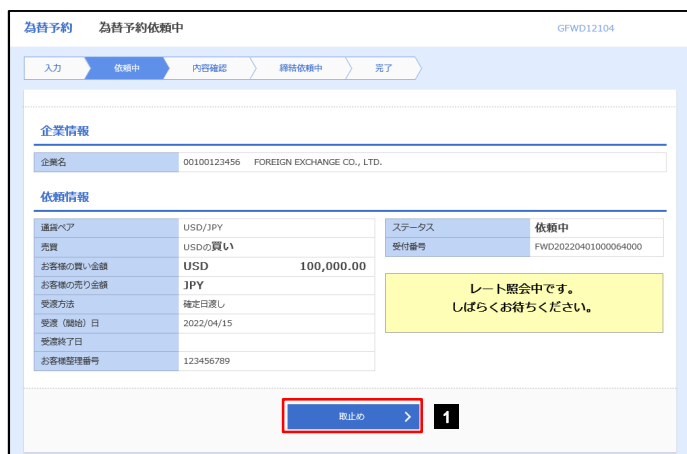 為替予約 為替予約依頼中 GFWD12104
入力 依頼中 内容確認 締結依頼中 完了
企業情報
企業名 00100123456 FOREIGN EXCHANGE CO., LTD.
依頼情報
通貨ペア USD/JPY
売買 USDの買い
お客様の買い金額 USD 100,000.00
お客様の売り金額 JPY
受渡方法 確定日渡し
受渡（開始）日 2022/04/15
受渡終了日
お客様整理番号 123456789
ステータス 依頼中
受付番号 FWD20220401000064000
レート照会中です。
しばらくお待ちください。
取止め 1